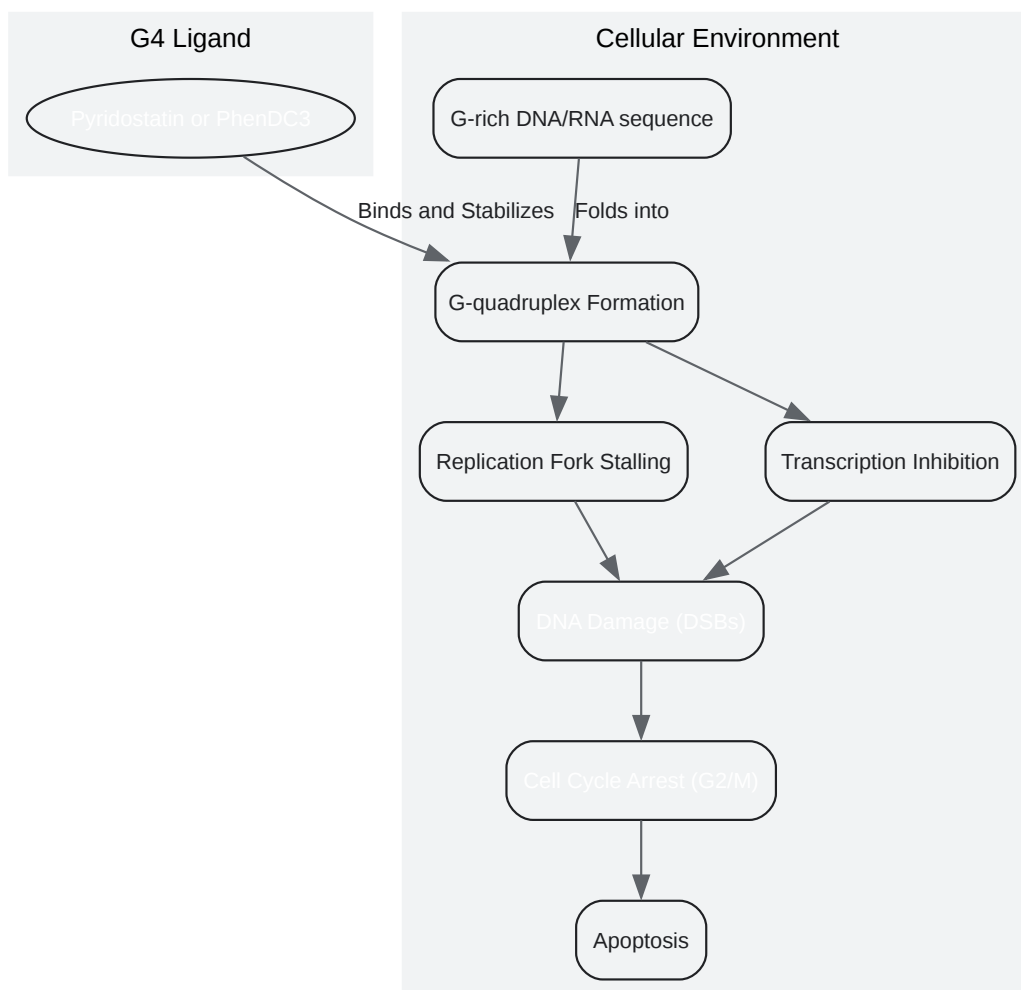 G4 Ligand
Cellular Environment
Pyridostatin or PhenDC3
G-rich DNA/RNA sequence
Binds and Stabilizes
Folds into
G-quadruplex Formation
Replication Fork Stalling
Transcription Inhibition
DNA Damage (DSBs)
Cell Cycle Arrest (G2/M)
Apoptosis